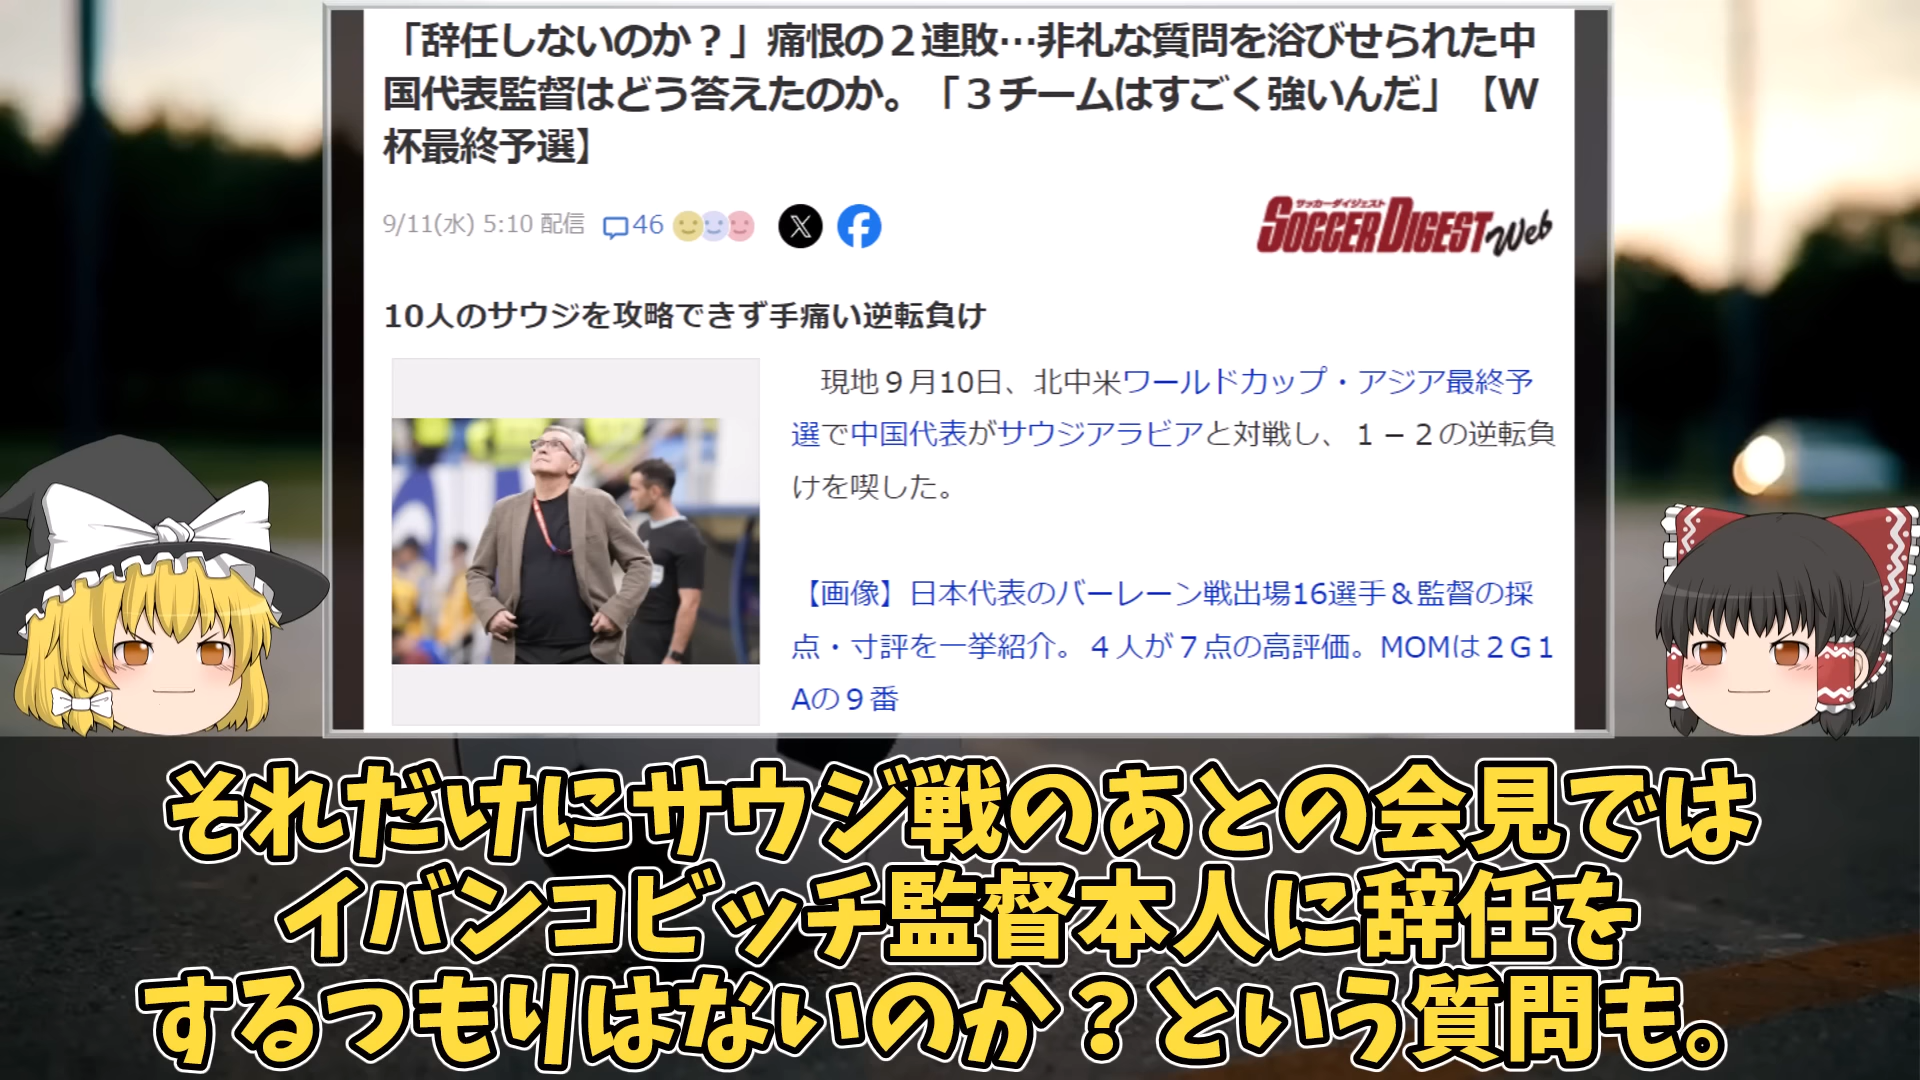 「辞任しないのか？」痛恨の２連敗…非礼な質問を浴びせられた中
国代表監督はどう答えたのか。「３チームはすごく強いんだ」【W
杯最終予選】
9/11(水) 5:10 配信 46
サッカーダイジェスト
SOCCER DIGEST Web
10人のサウジを攻略できず手痛い逆転負け
現地９月10日、北中米ワールドカップ・アジア最終予
選で中国代表がサウジアラビアと対戦し、１－２の逆転負
けを喫した。
【画像】日本代表のバーレーン戦出場16選手＆監督の採
点・寸評を一挙紹介。４人が７点の高評価。MOMは２G１
Aの９番
それだけにサウジ戦のあとの会見では
イバンコビッチ監督本人に辞任を
するつもりはないのか？という質問も。